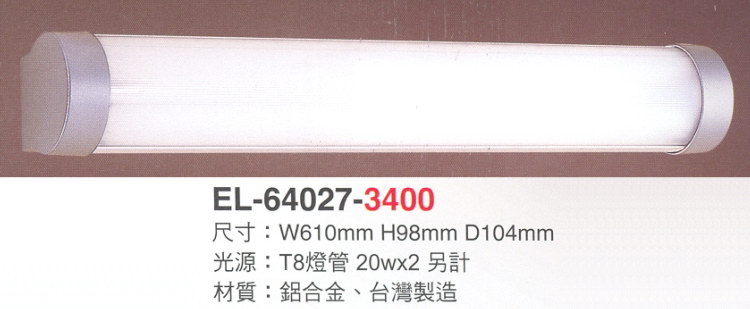 EL-64027-3400
尺寸：W610mm H98mm D104mm
光源：T8燈管 20wx2 另計
材質：鋁合金、台灣製造